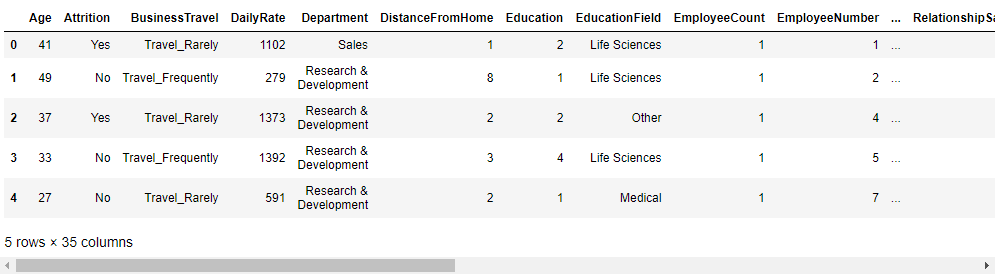 Age Attrition BusinessTravel DailyRate Department DistanceFromHome Education EducationField EmployeeCount EmployeeNumber ... RelationshipSa
0 41 Yes Travel_Rarely 1102 Sales 1 2 Life Sciences 1 1 ...
1 49 No Travel_Frequently 279 Research &
Development 8 1 Life Sciences 1 2 ...
2 37 Yes Travel_Rarely 1373 Research &
Development 2 2 Other 1 4 ...
3 33 No Travel_Frequently 1392 Research &
Development 3 4 Life Sciences 1 5 ...
4 27 No Travel_Rarely 591 Research &
Development 2 1 Medical 1 7 ...
5 rows × 35 columns